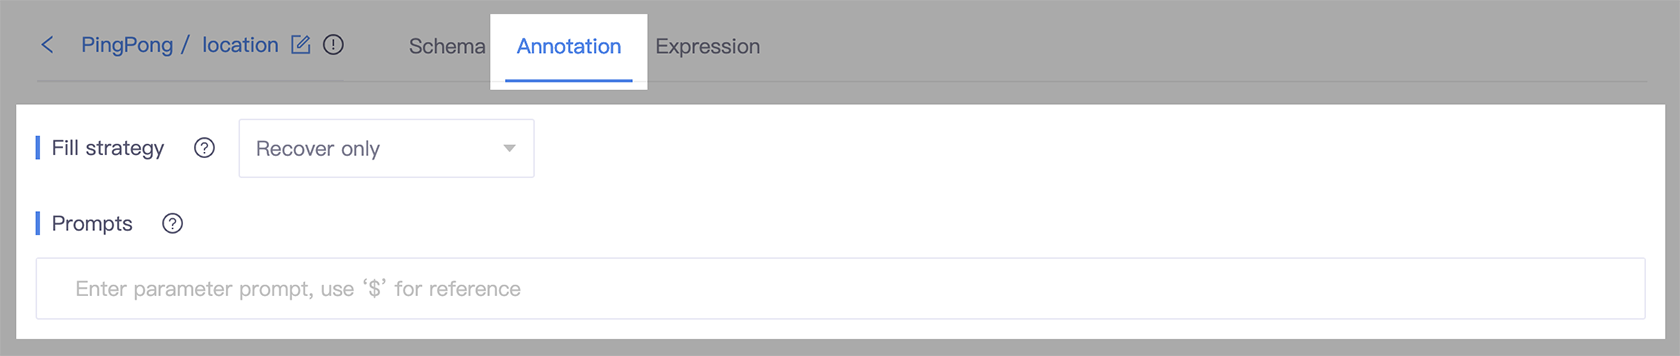 PingPong / location Schema Annotation Expression
Fill strategy Recover only
Prompts
Enter parameter prompt, use ‘$’ for reference